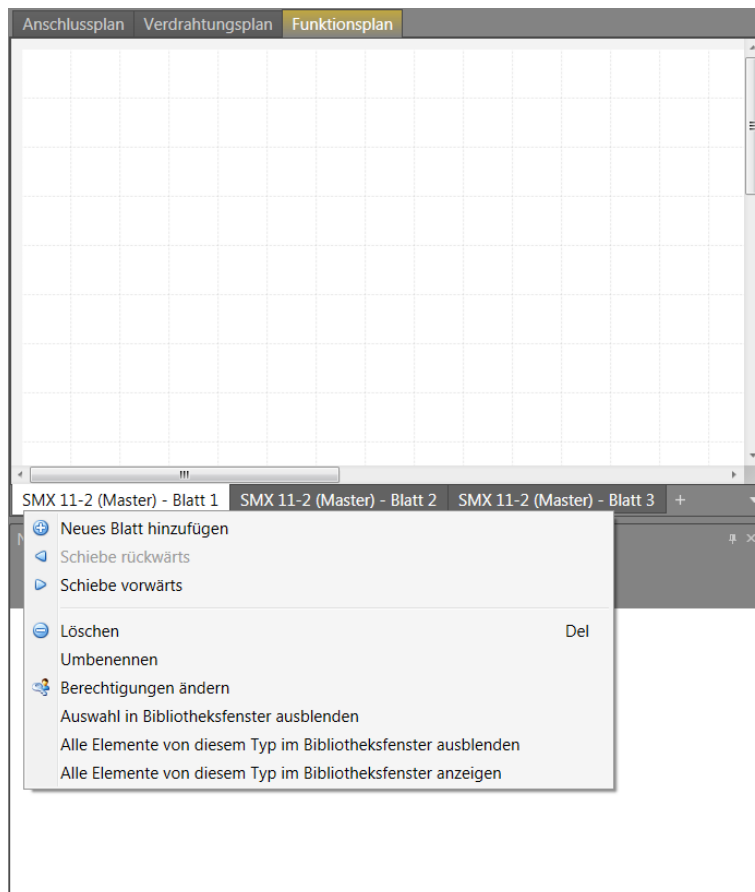 Anschlussplan Verdrahtungsplan Funktionsplan
SMX 11-2 (Master) - Blatt 1 SMX 11-2 (Master) - Blatt 2 SMX 11-2 (Master) - Blatt 3 +
Neues Blatt hinzufügen
Schiebe rückwärts
Schiebe vorwärts
Löschen Del
Umbenennen
Berechtigungen ändern
Auswahl in Bibliotheksfenster ausblenden
Alle Elemente von diesem Typ im Bibliotheksfenster ausblenden
Alle Elemente von diesem Typ im Bibliotheksfenster anzeigen